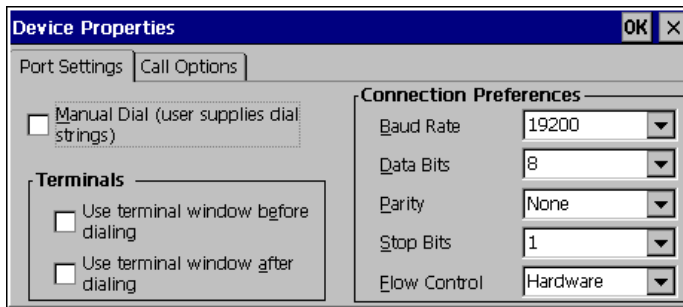 Device Properties OK ×
Port Settings Call Options
Manual Dial (user supplies dial
strings)
Terminals
Use terminal window before
dialing
Use terminal window after
dialing
Connection Preferences
Baud Rate 19200
Data Bits 8
Parity None
Stop Bits 1
Flow Control Hardware